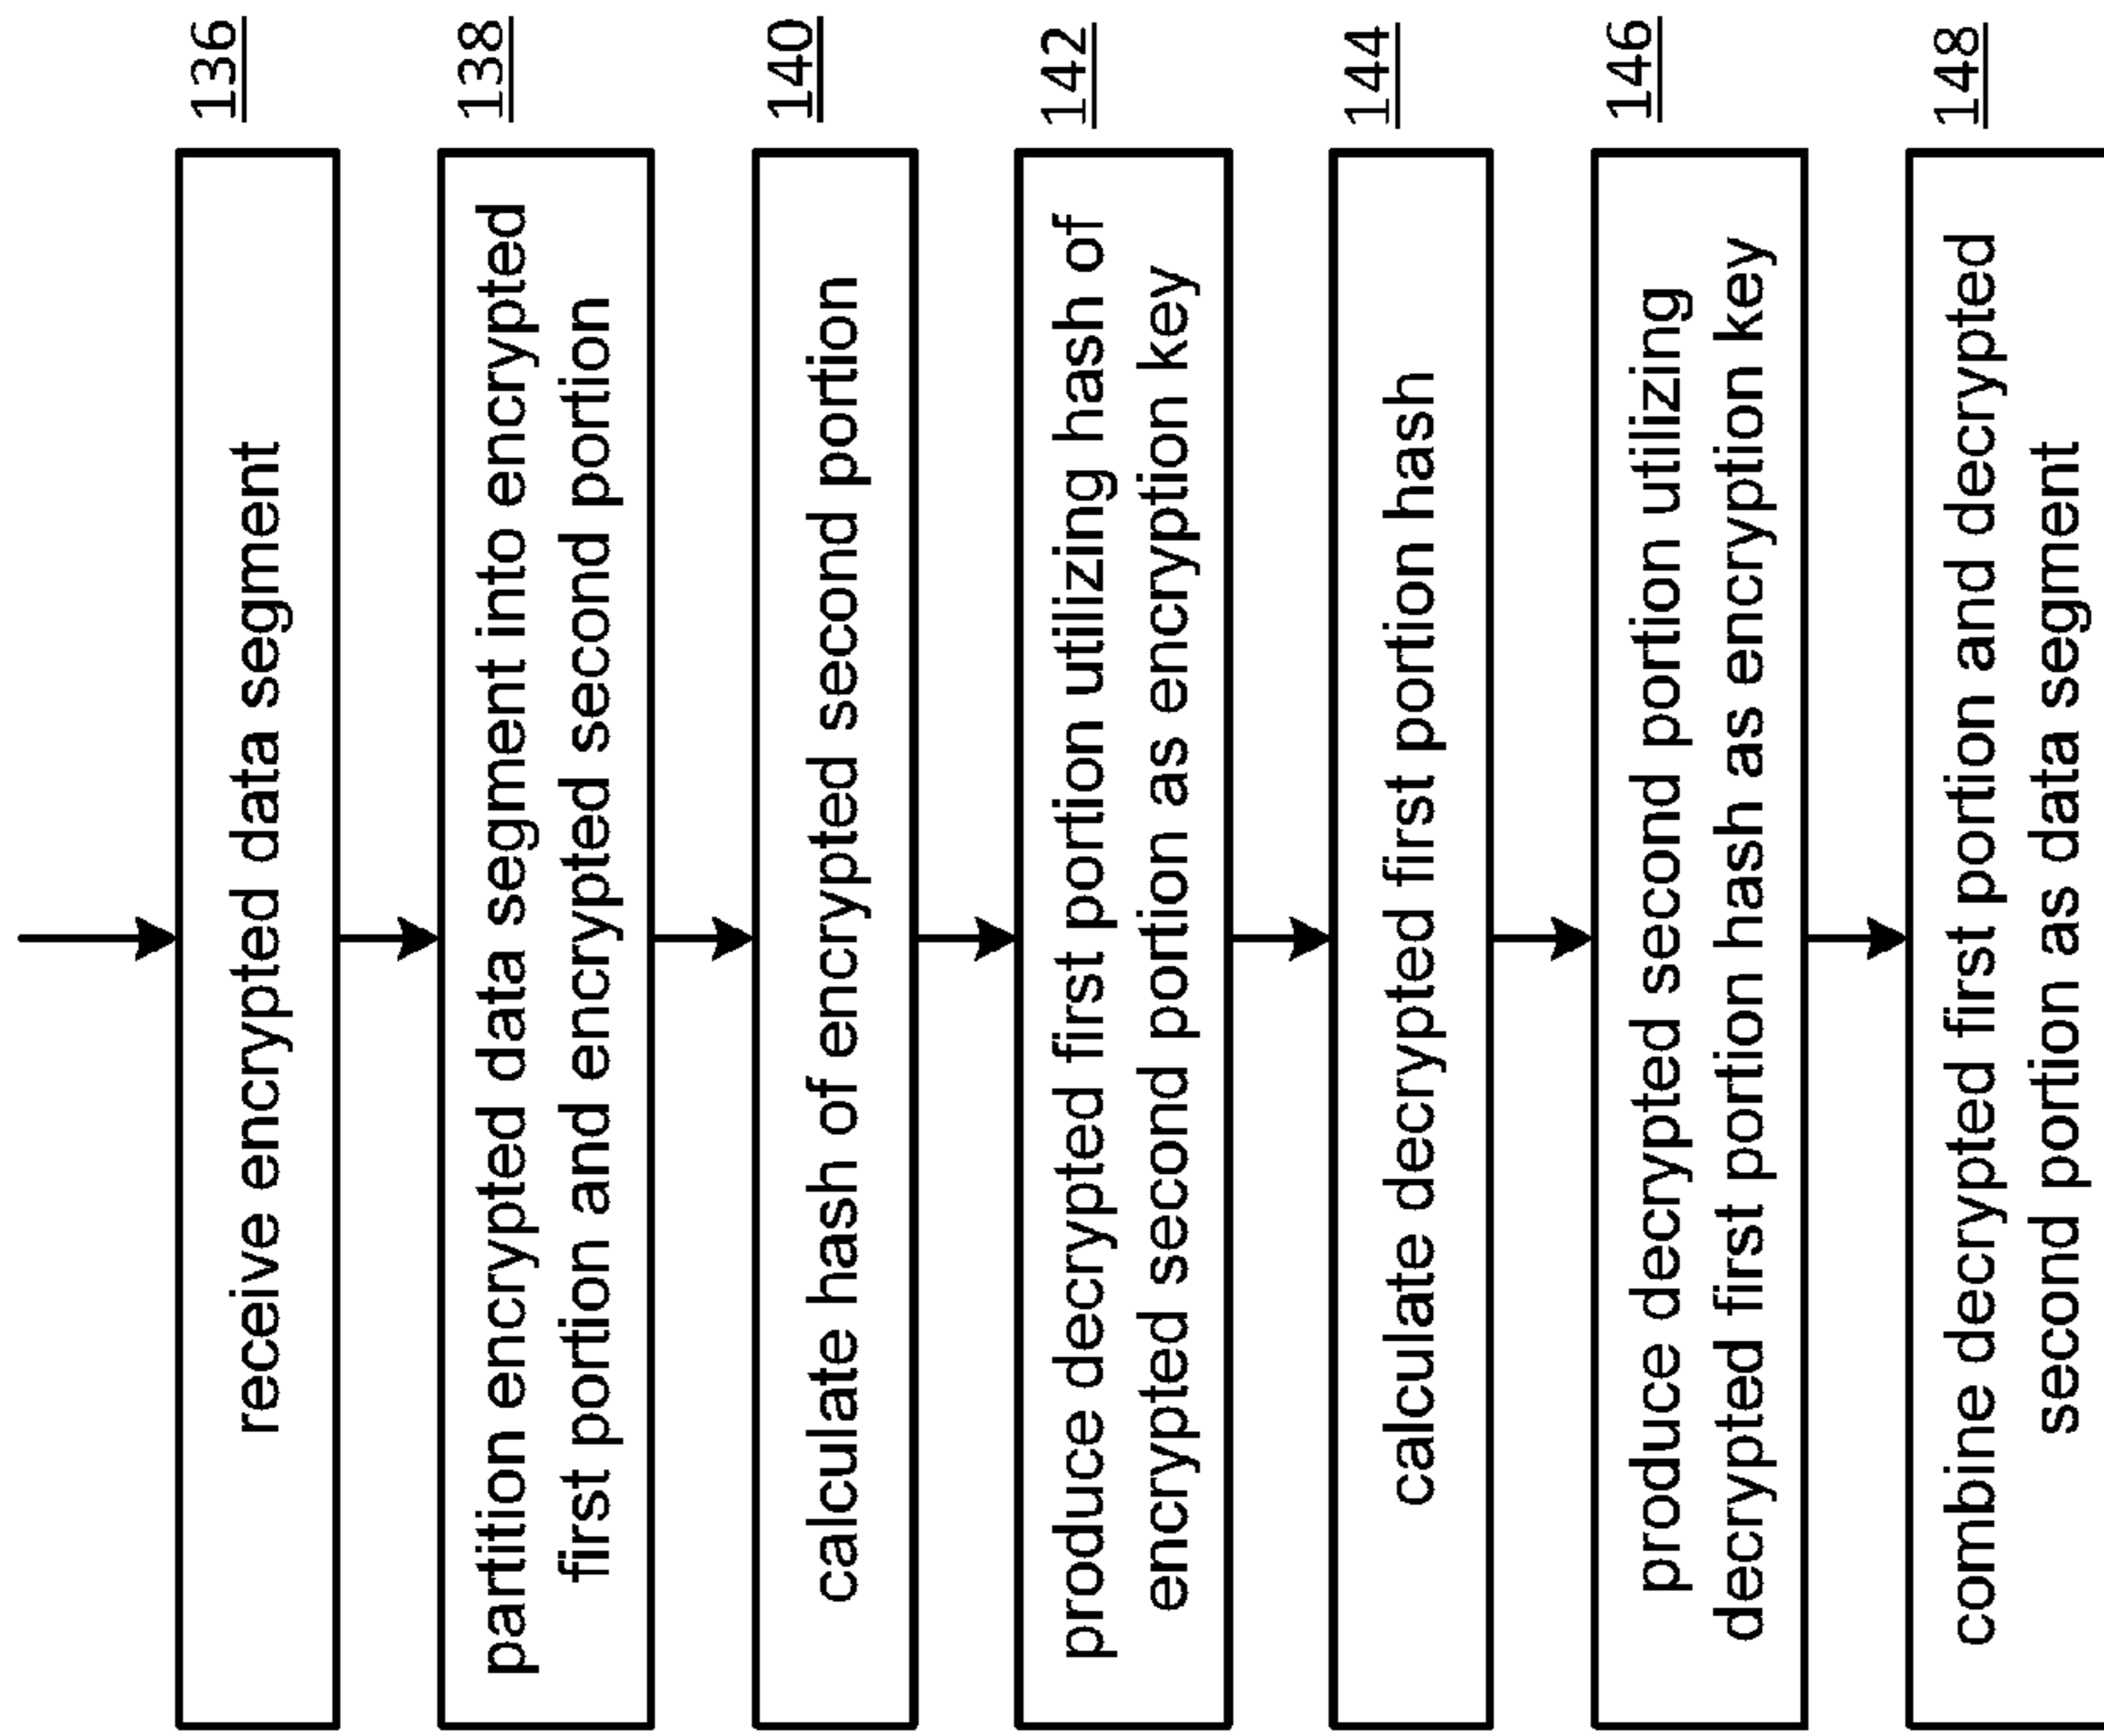 receive encrypted data segment
136
partition encrypted data segment into encrypted
first portion and encrypted second portion
138
calculate hash of encrypted second portion
140
produce decrypted first portion utilizing hash of
encrypted second portion as encryption key
142
calculate decrypted first portion hash
144
produce decrypted second portion utilizing
decrypted first portion hash as encryption key
146
combine decrypted first portion and decrypted
second portion as data segment
148